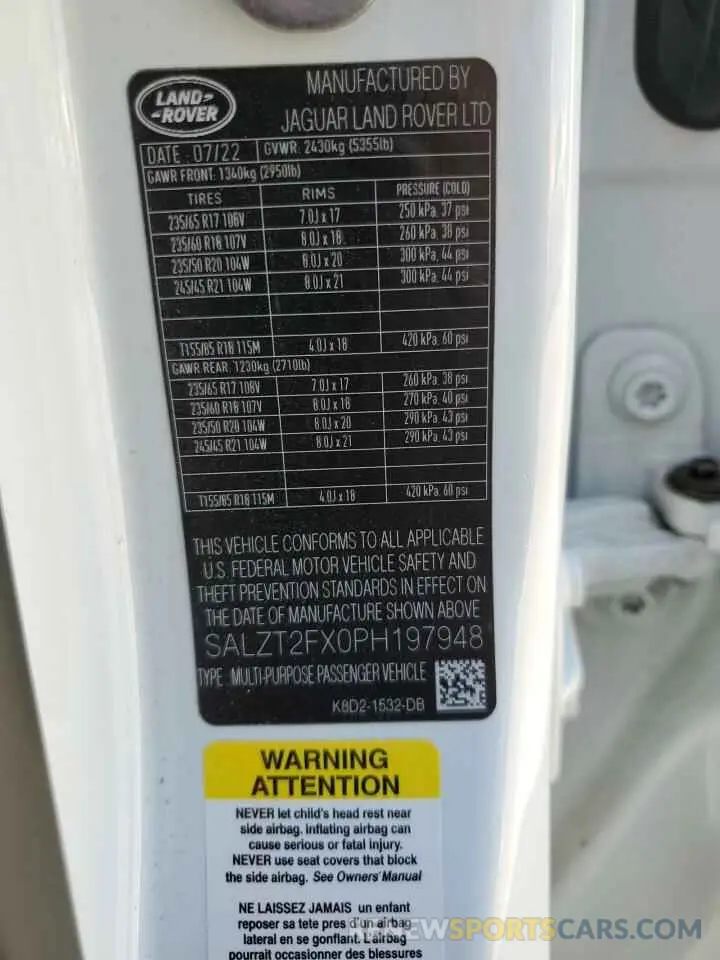 LAND-
-ROVER
MANUFACTURED BY
JAGUAR LAND ROVER LTD
DATE 07/22 GVWR: 2430kg (5355lb)
GAWR FRONT: 1340kg (2950lb)
TIRES RIMS PRESSURE (COLD)
235/65 R17 108V 7.0J x 17 250 kPa, 37 psi
235/60 R18 107V 8.0J x 18 260 kPa, 38 psi
235/50 R20 104W 8.0J x 20 300 kPa, 44 psi
245/45 R21 104W 8.0J x 21 300 kPa, 44 psi
T155/85 R18 115M 4.0J x 18 420 kPa, 60 psi
GAWR REAR: 1230kg (2710lb)
235/65 R17 108V 7.0J x 17 260 kPa, 38 psi
235/60 R18 107V 8.0J x 18 270 kPa, 40 psi
235/50 R20 104W 8.0J x 20 290 kPa, 43 psi
245/45 R21 104W 8.0J x 21 290 kPa, 43 psi
T155/85 R18 115M 4.0J x 18 420 kPa, 60 psi
THIS VEHICLE CONFORMS TO ALL APPLICABLE
U.S. FEDERAL MOTOR VEHICLE SAFETY AND
THEFT PREVENTION STANDARDS IN EFFECT ON
THE DATE OF MANUFACTURE SHOWN ABOVE
SALZT2FX0PH197948
TYPE : MULTI-PURPOSE PASSENGER VEHICLE
K8D2-1532-DB
WARNING
ATTENTION
NEVER let child's head rest near
side airbag. inflating airbag can
cause serious or fatal injury.
NEVER use seat covers that block
the side airbag. See Owners' Manual
NE LAISSEZ JAMAIS un enfant
reposer sa tete pres d'un airbag
lateral en se gonflant. L'airbag
pourrait occasionner des blessures
RENEWSPORTSCARS.COM